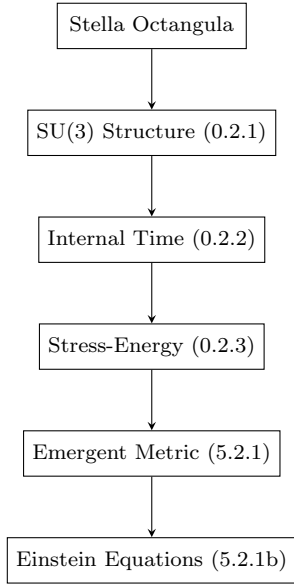 Stella Octangula
SU(3) Structure (0.2.1)
Internal Time (0.2.2)
Stress-Energy (0.2.3)
Emergent Metric (5.2.1)
Einstein Equations (5.2.1b)